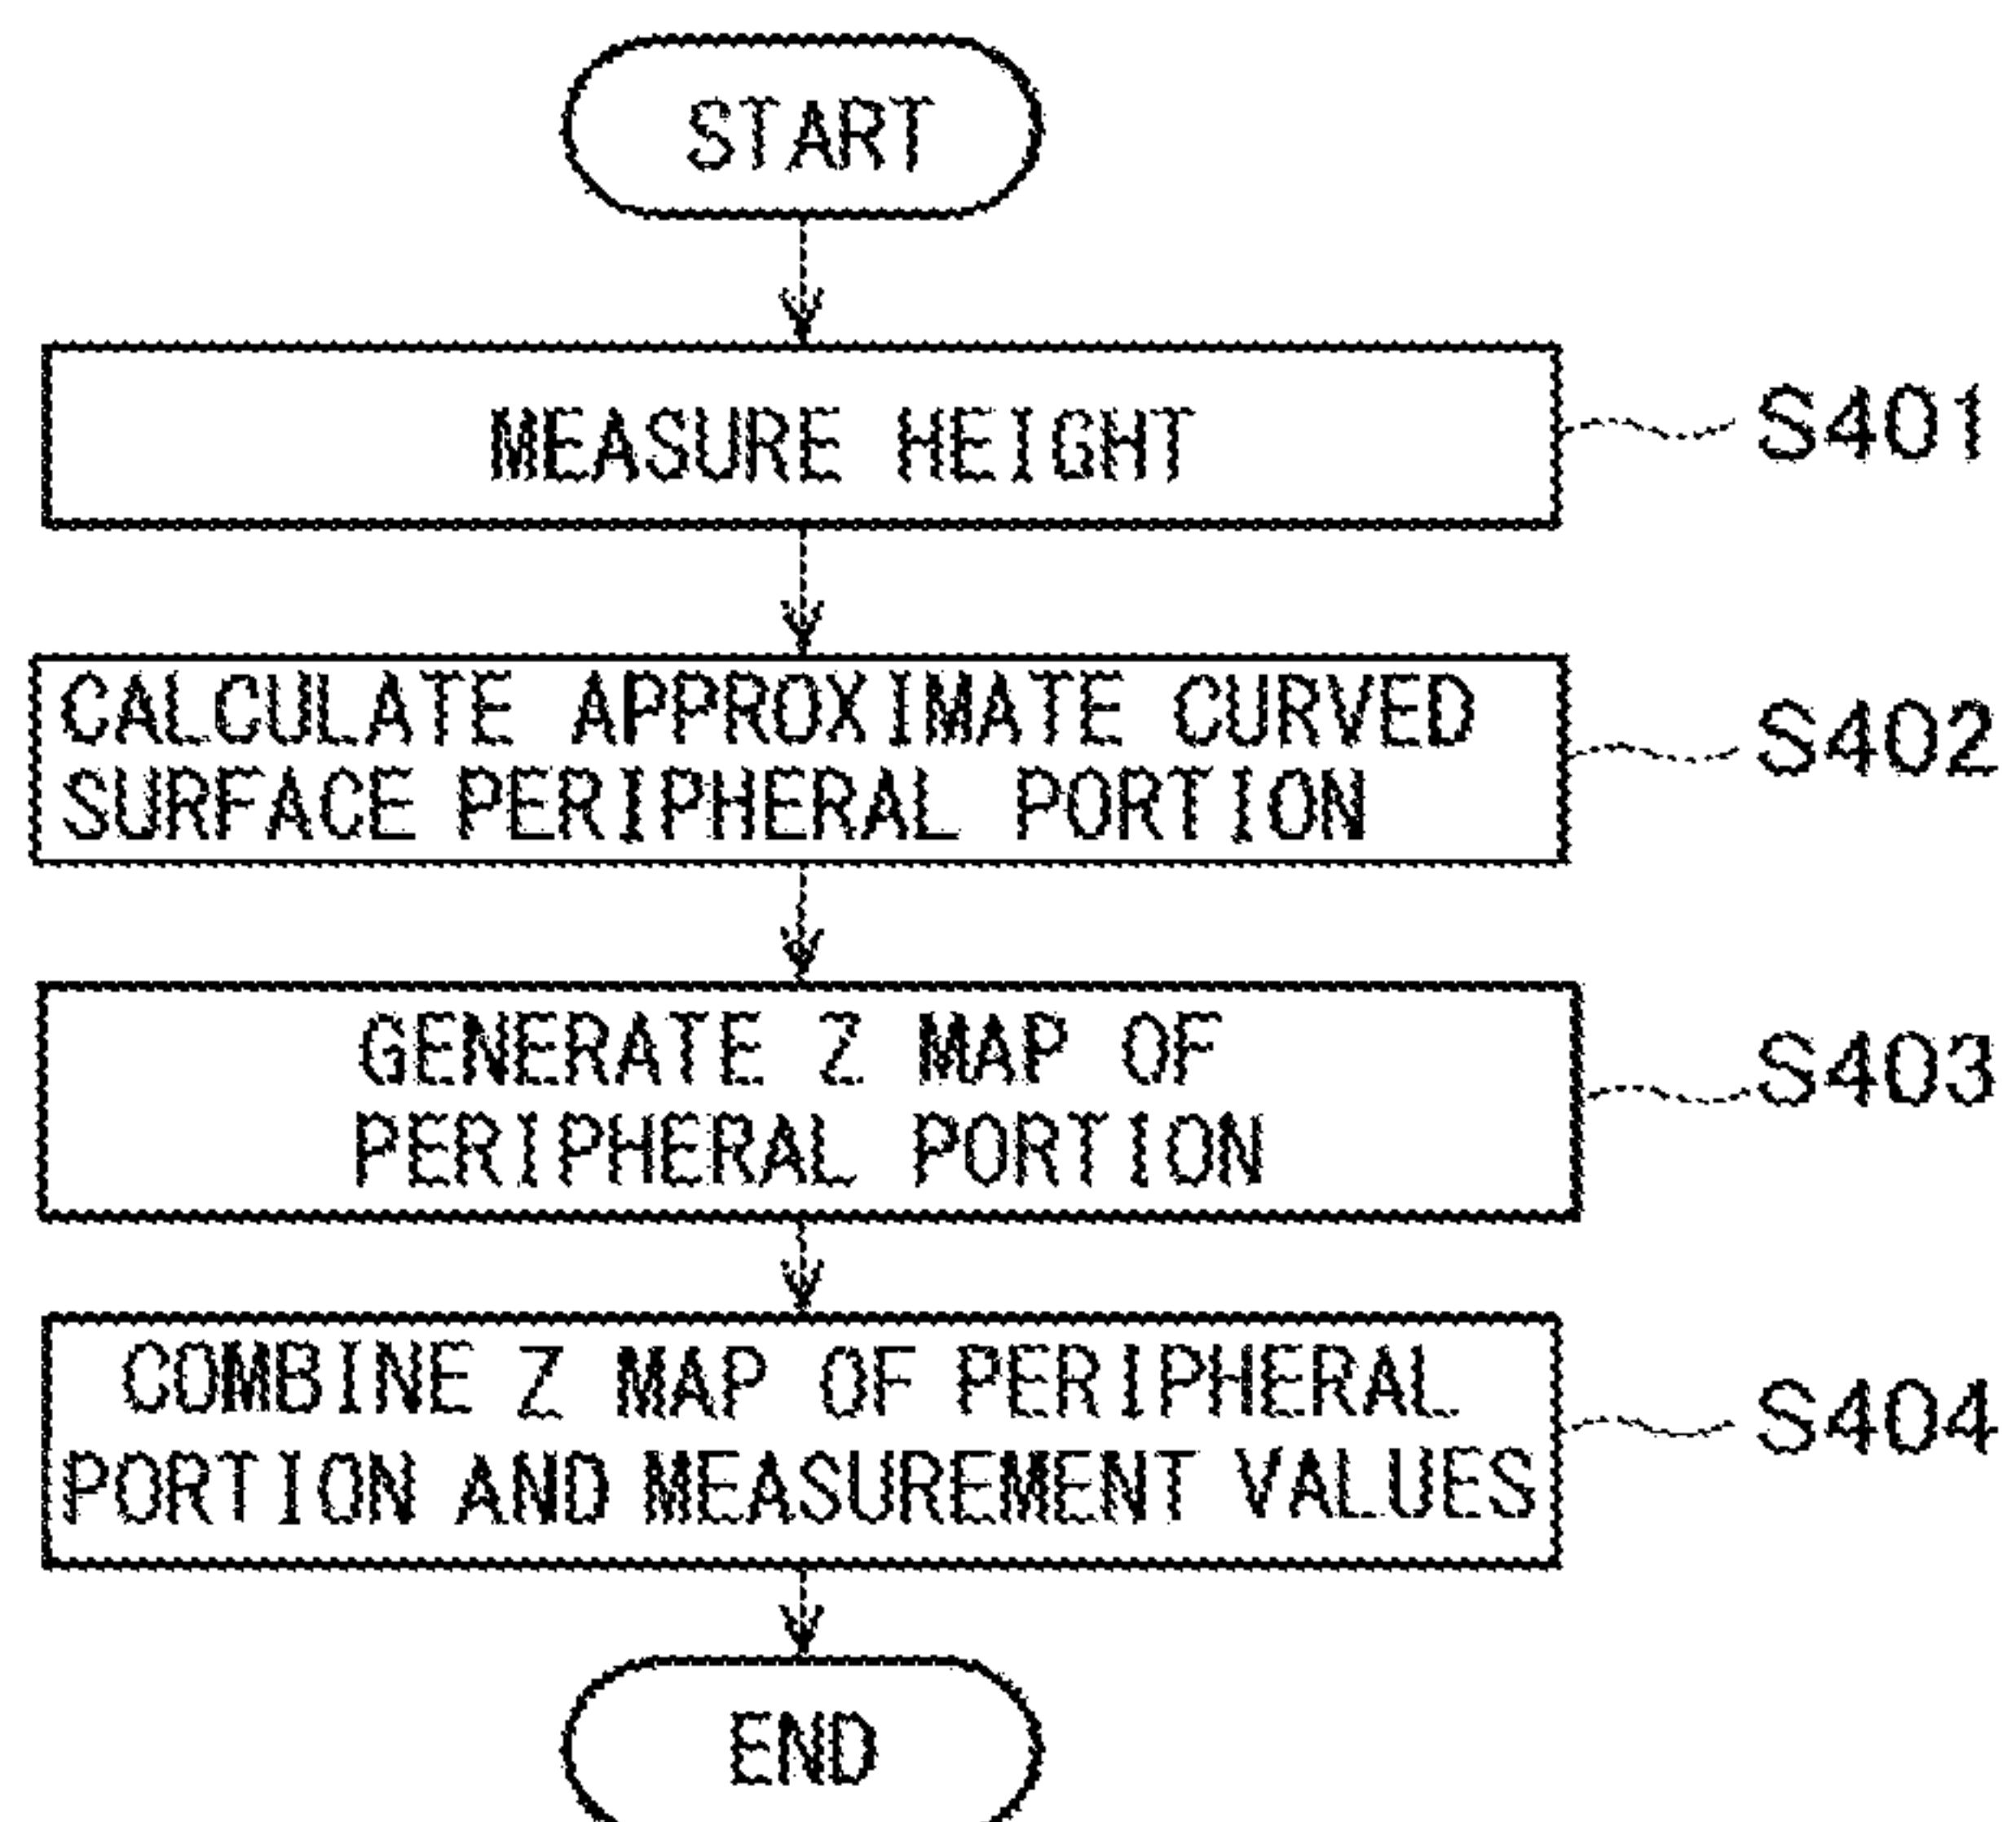 START
MEASURE HEIGHT
S401
CALCULATE APPROXIMATE CURVED
SURFACE PERIPHERAL PORTION
S402
GENERATE Z MAP OF
PERIPHERAL PORTION
S403
COMBINE Z MAP OF PERIPHERAL
PORTION AND MEASUREMENT VALUES
S404
END